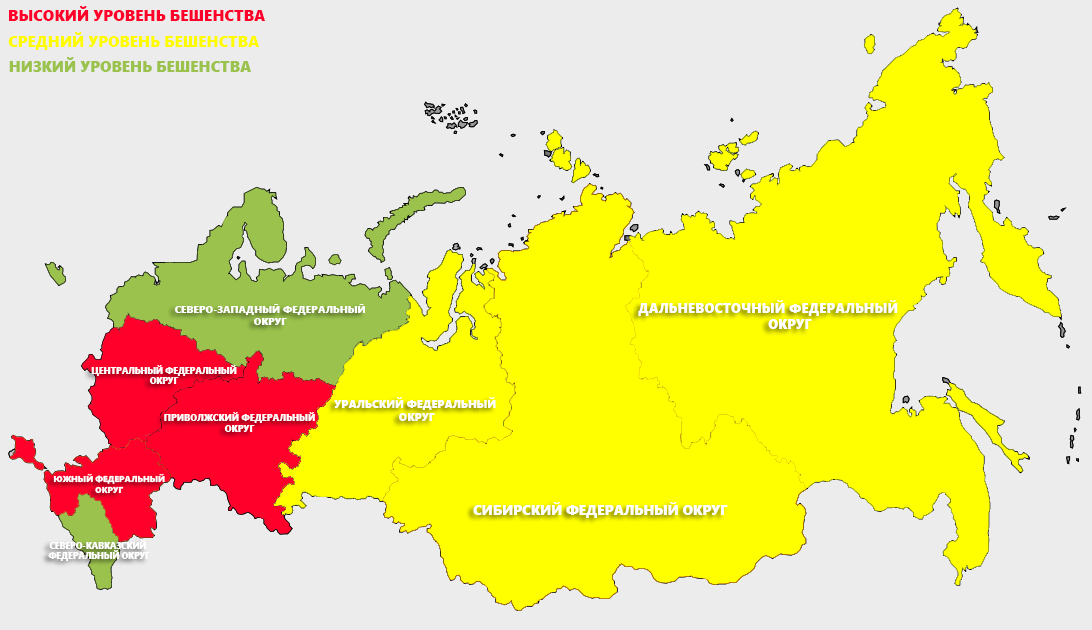 ВЫСОКИЙ УРОВЕНЬ БЕШЕНСТВА
СРЕДНИЙ УРОВЕНЬ БЕШЕНСТВА
НИЗКИЙ УРОВЕНЬ БЕШЕНСТВА
СЕВЕРО-ЗАПАДНЫЙ ФЕДЕРАЛЬНЫЙ
ОКРУГ
ДАЛЬНЕВОСТОЧНЫЙ ФЕДЕРАЛЬНЫЙ
ОКРУГ
ЦЕНТРАЛЬНЫЙ ФЕДЕРАЛЬНЫЙ
ОКРУГ
УРАЛЬСКИЙ ФЕДЕРАЛЬНЫЙ
ОКРУГ
ПРИВОЛЖСКИЙ ФЕДЕРАЛЬНЫЙ
ОКРУГ
ЮЖНЫЙ ФЕДЕРАЛЬНЫЙ
ОКРУГ
СИБИРСКИЙ ФЕДЕРАЛЬНЫЙ ОКРУГ
СЕВЕРО-КАВКАЗСКИЙ
ФЕДЕРАЛЬНЫЙ ОКРУГ